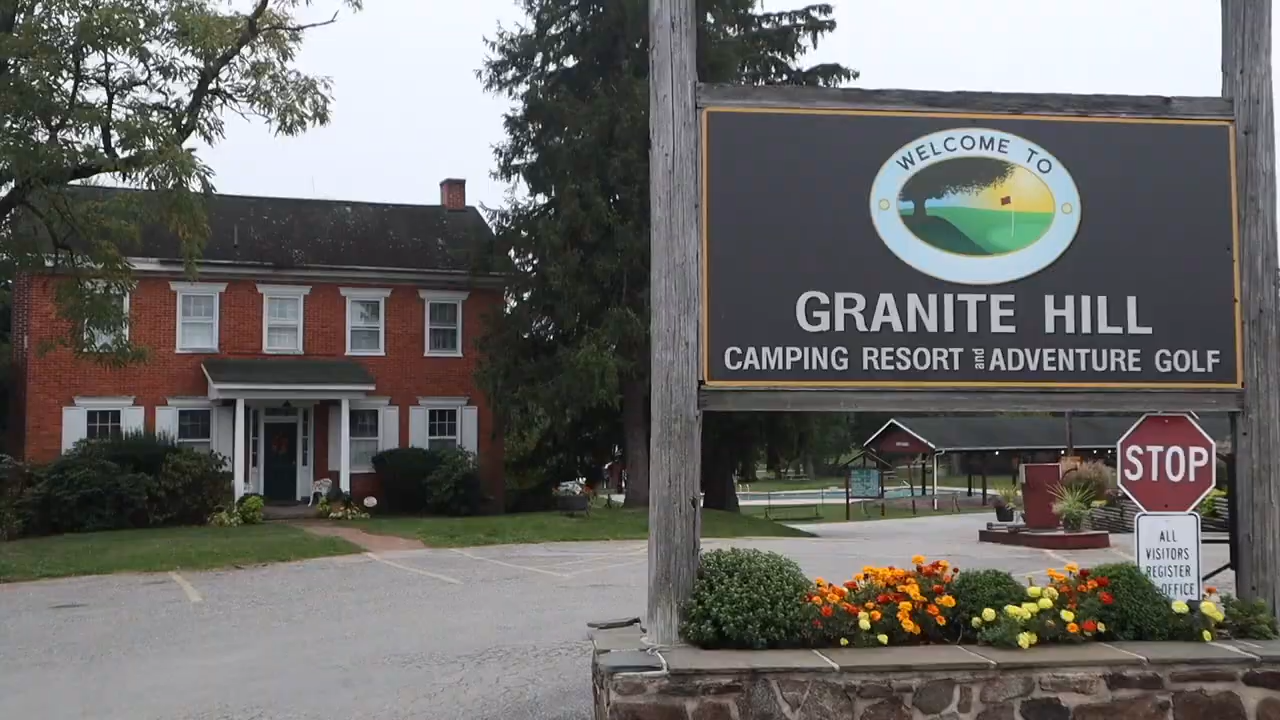 WELCOME TO
GRANITE HILL
CAMPING RESORT and ADVENTURE GOLF
STOP
ALL
VISITORS
REGISTER
OFFICE